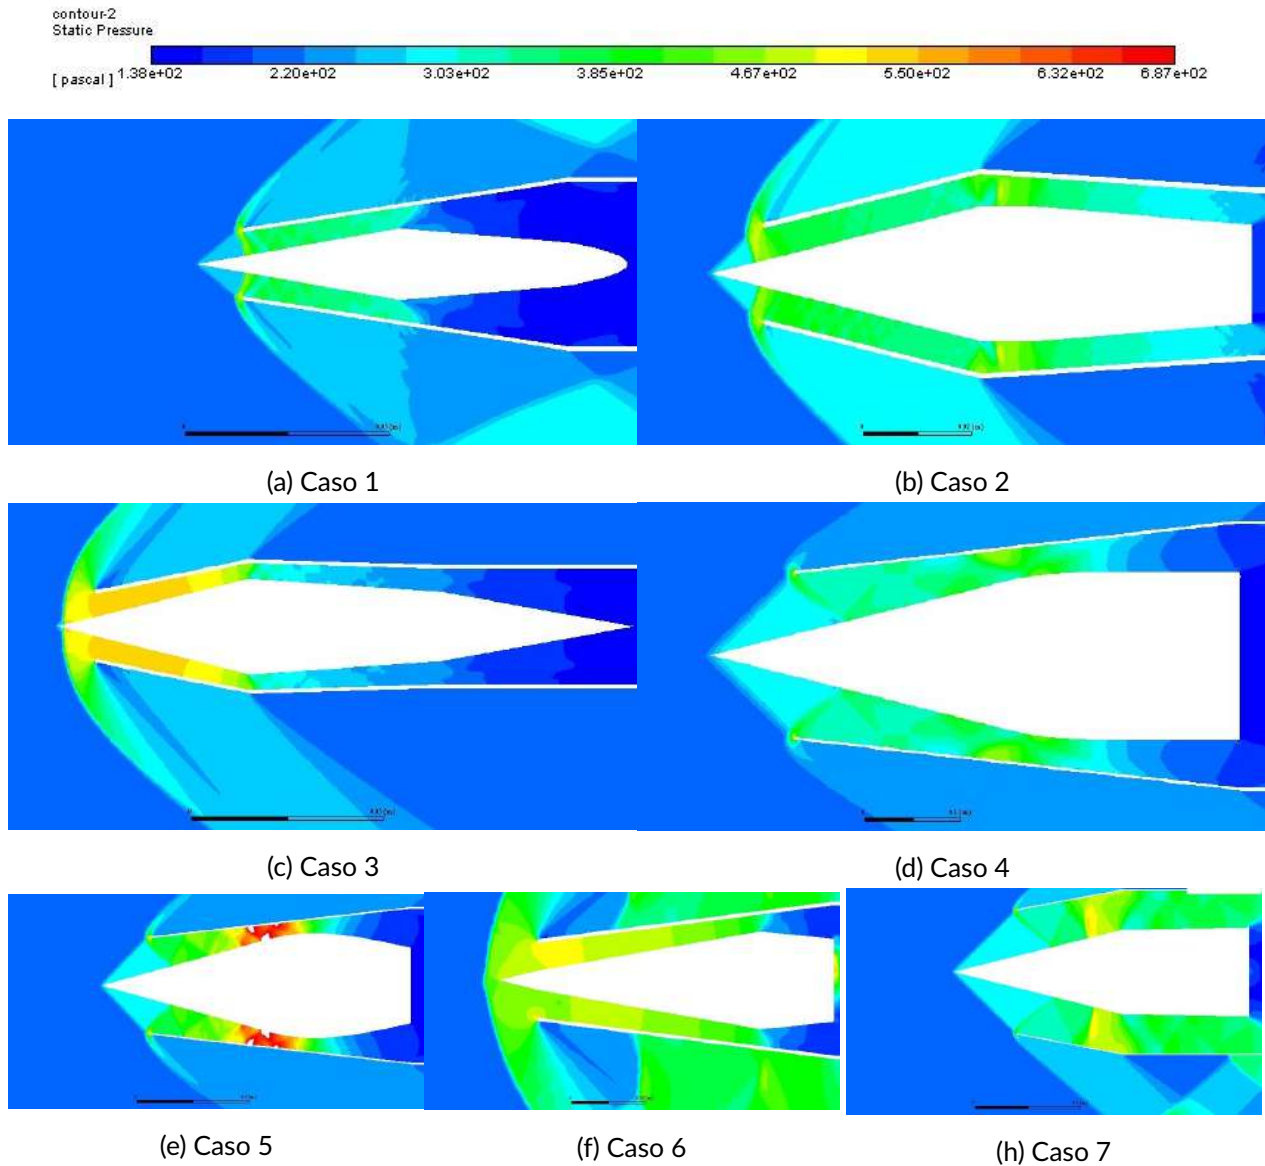 contour-2
Static Pressure
[ pascal ] 1.38e+02 2.20e+02 3.03e+02 3.85e+02 4.67e+02 5.50e+02 6.32e+02 6.87e+02
(a) Caso 1
(b) Caso 2
(c) Caso 3
(d) Caso 4
(e) Caso 5
(f) Caso 6
(h) Caso 7